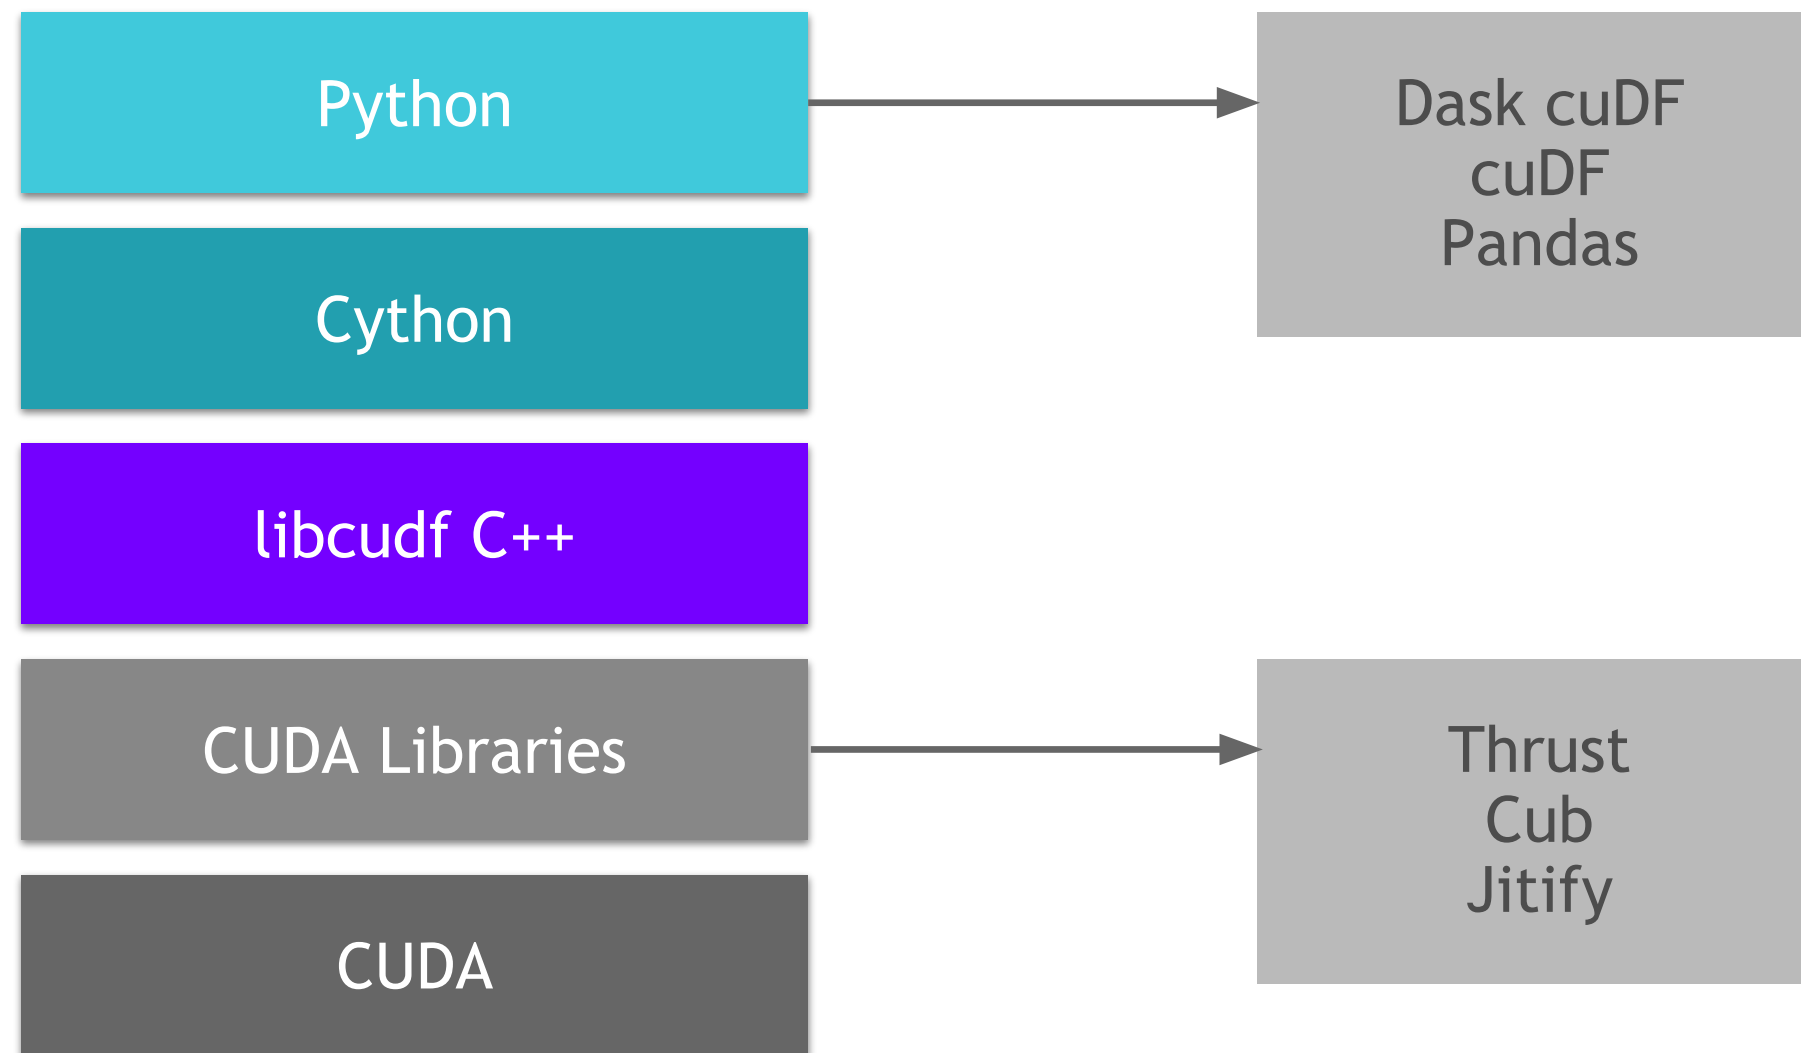 Python
Dask cuDF
cuDF
Pandas
Cython
libcudf C++
CUDA Libraries
Thrust
Cub
Jitify
CUDA